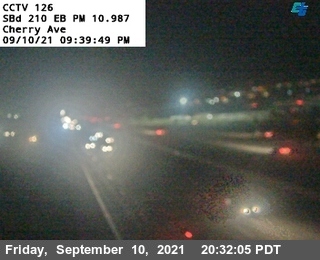 CCTV 126
SBd 210 EB PM 10.987
Cherry Ave
09/10/21 09:39:49 PM
Friday, September 10, 2021 20:32:05 PDT